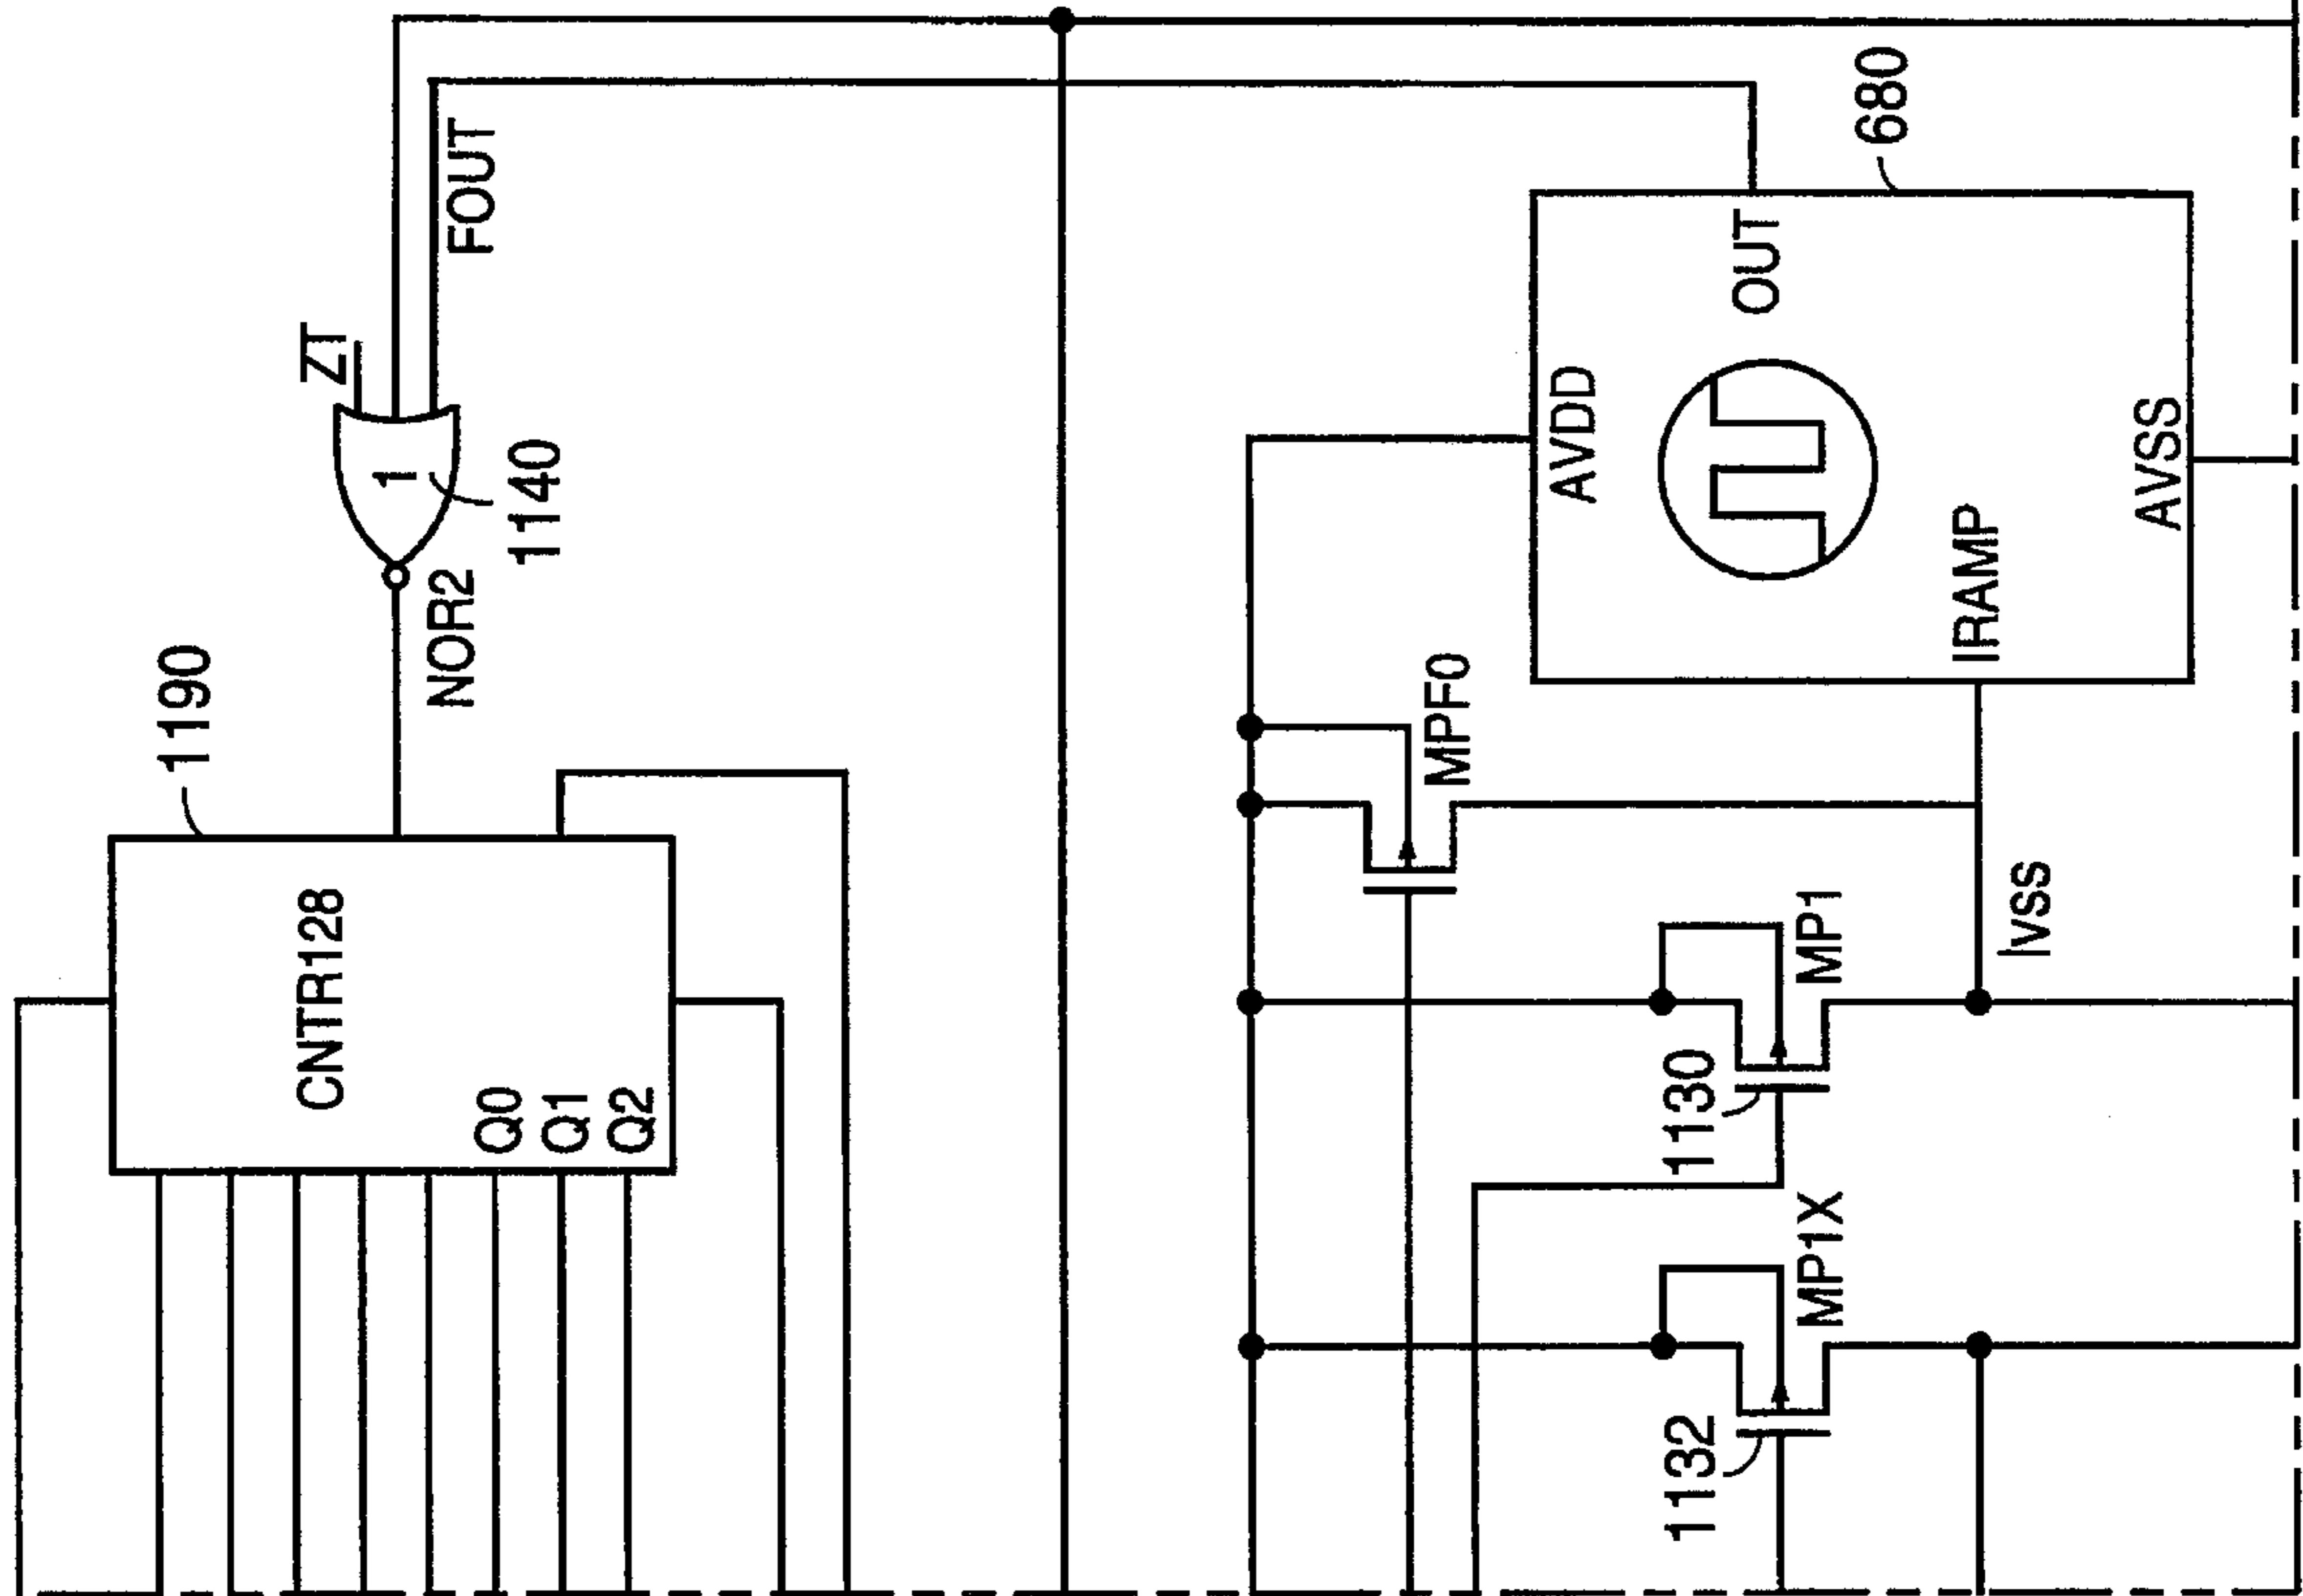 ZT
FOUT
1
1140
NOR2
1190
CNTR128
Q0
Q1
Q2
680
OUT
AVDD
AVSS
IRAMP
MPF0
IVSS
MP1
1130
MP1X
1132